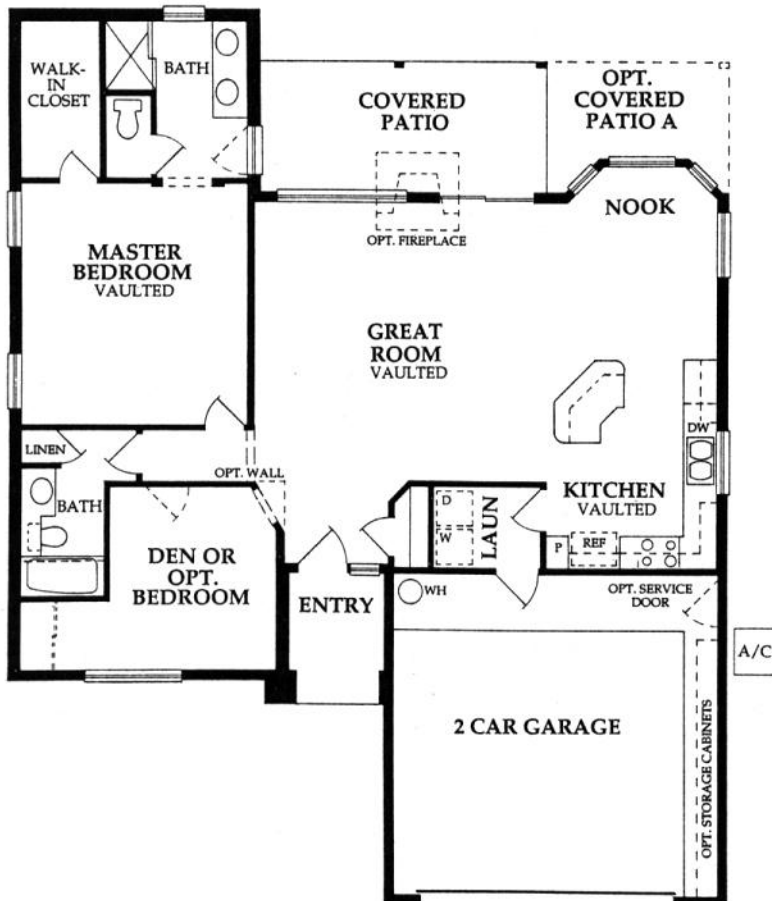 WALK-
IN
CLOSET
BATH
COVERED
PATIO
OPT.
COVERED
PATIO A
NOOK
OPT. FIREPLACE
MASTER
BEDROOM
VAULTED
GREAT
ROOM
VAULTED
LINEN
OPT. WALL
BATH
DW
KITCHEN
VAULTED
D
W
LAUN
P
REF
DEN OR
OPT.
BEDROOM
ENTRY
WH
OPT. SERVICE
DOOR
A/C
2 CAR GARAGE
OPT. STORAGE CABINETS